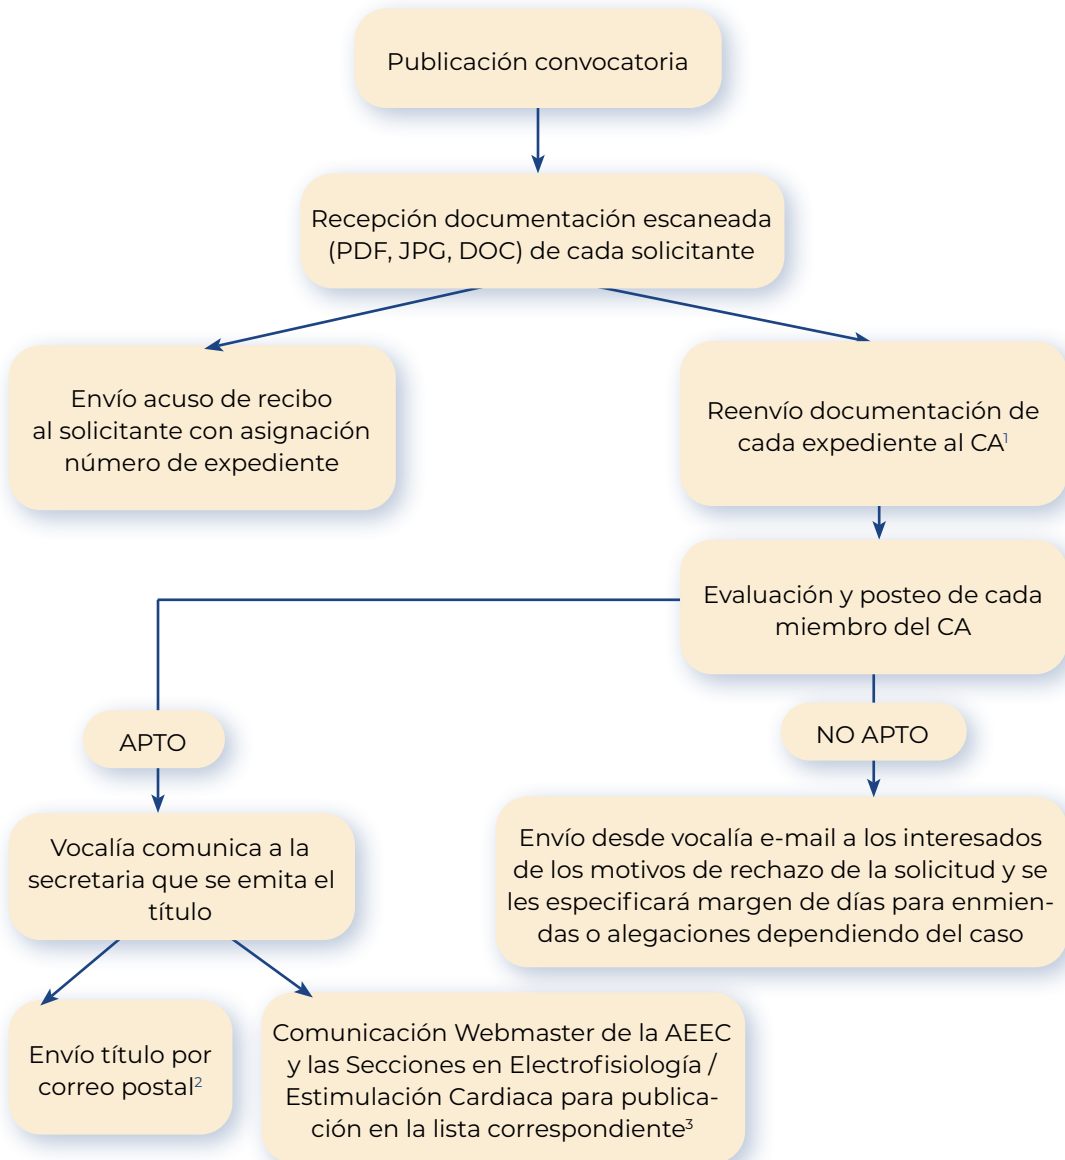 Publicación convocatoria
Recepción documentación escaneada
(PDF, JPG, DOC) de cada solicitante
Envío acuso de recibo
al solicitante con asignación
número de expediente
Reenvío documentación de
cada expediente al CA¹
Evaluación y posteo de cada
miembro del CA
APTO
NO APTO
Vocalía comunica a la
secretaria que se emita el
título
Envío desde vocalía e-mail a los interesados
de los motivos de rechazo de la solicitud y se
les especificará margen de días para enmien-
das o alegaciones dependiendo del caso
Envío título por
correo postal²
Comunicación Webmaster de la AEEC
y las Secciones en Electrofisiología /
Estimulación Cardiaca para publica-
ción en la lista correspondiente³